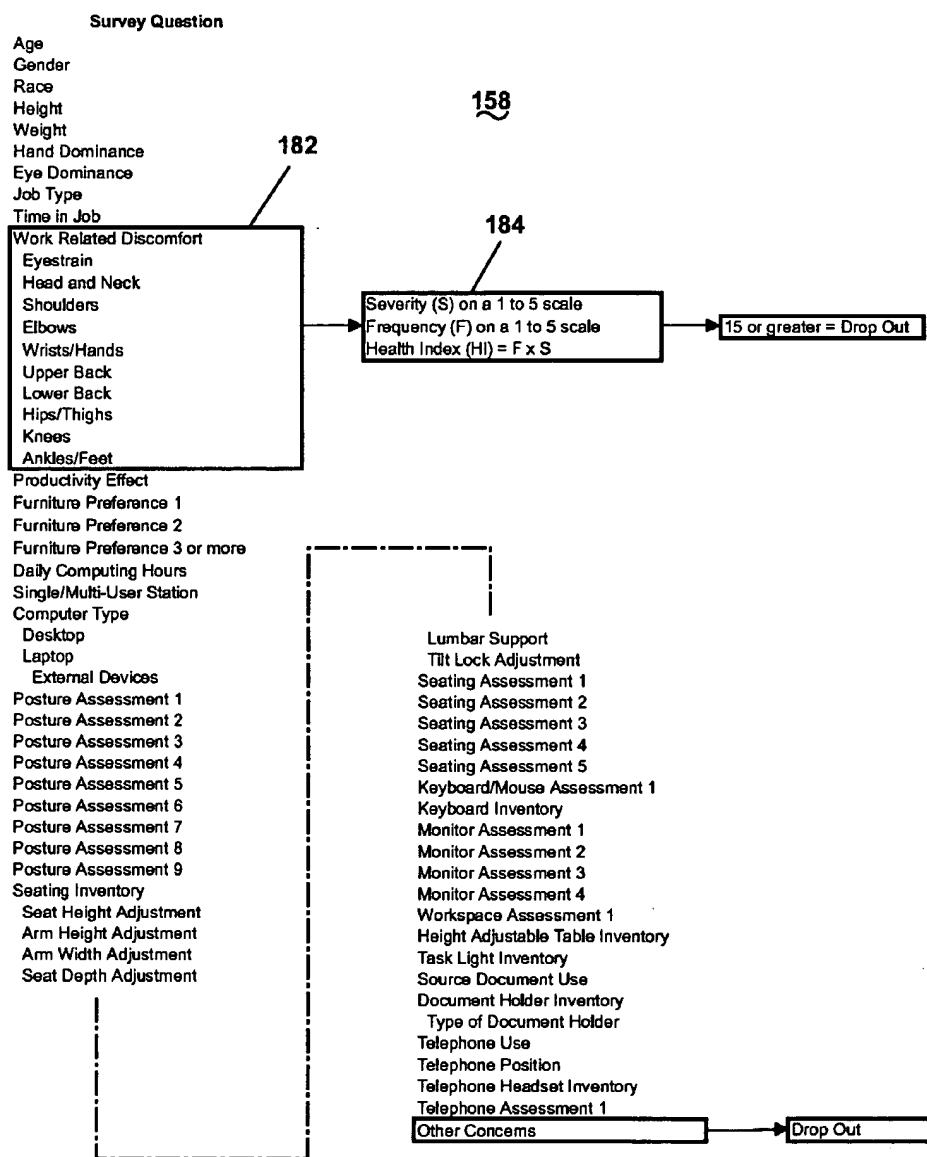 Survey Question
Age
Gender
Race
Height
Weight
Hand Dominance
Eye Dominance
Job Type
Time in Job
158
182
Work Related Discomfort
Eyestrain
Head and Neck
Shoulders
Elbows
Wrists/Hands
Upper Back
Lower Back
Hips/Thighs
Knees
Ankles/Feet
184
Severity (S) on a 1 to 5 scale
Frequency (F) on a 1 to 5 scale
Health Index (HI) = F x S
15 or greater = Drop Out
Productivity Effect
Furniture Preference 1
Furniture Preference 2
Furniture Preference 3 or more
Daily Computing Hours
Single/Multi-User Station
Computer Type
Desktop
Laptop
External Devices
Posture Assessment 1
Posture Assessment 2
Posture Assessment 3
Posture Assessment 4
Posture Assessment 5
Posture Assessment 6
Posture Assessment 7
Posture Assessment 8
Posture Assessment 9
Seating Inventory
Seat Height Adjustment
Arm Height Adjustment
Arm Width Adjustment
Seat Depth Adjustment
Lumbar Support
Tilt Lock Adjustment
Seating Assessment 1
Seating Assessment 2
Seating Assessment 3
Seating Assessment 4
Seating Assessment 5
Keyboard/Mouse Assessment 1
Keyboard Inventory
Monitor Assessment 1
Monitor Assessment 2
Monitor Assessment 3
Monitor Assessment 4
Workspace Assessment 1
Height Adjustable Table Inventory
Task Light Inventory
Source Document Use
Document Holder Inventory
Type of Document Holder
Telephone Use
Telephone Position
Telephone Headset Inventory
Telephone Assessment 1
Other Concerns
Drop Out